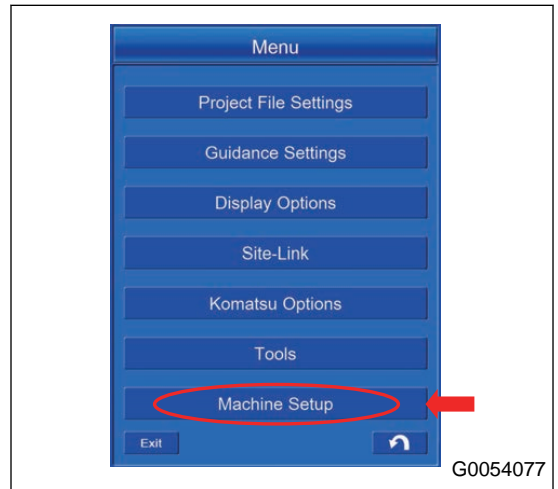 Menu
Project File Settings
Guidance Settings
Display Options
Site-Link
Komatsu Options
Tools
Machine Setup
Exit
G0054077